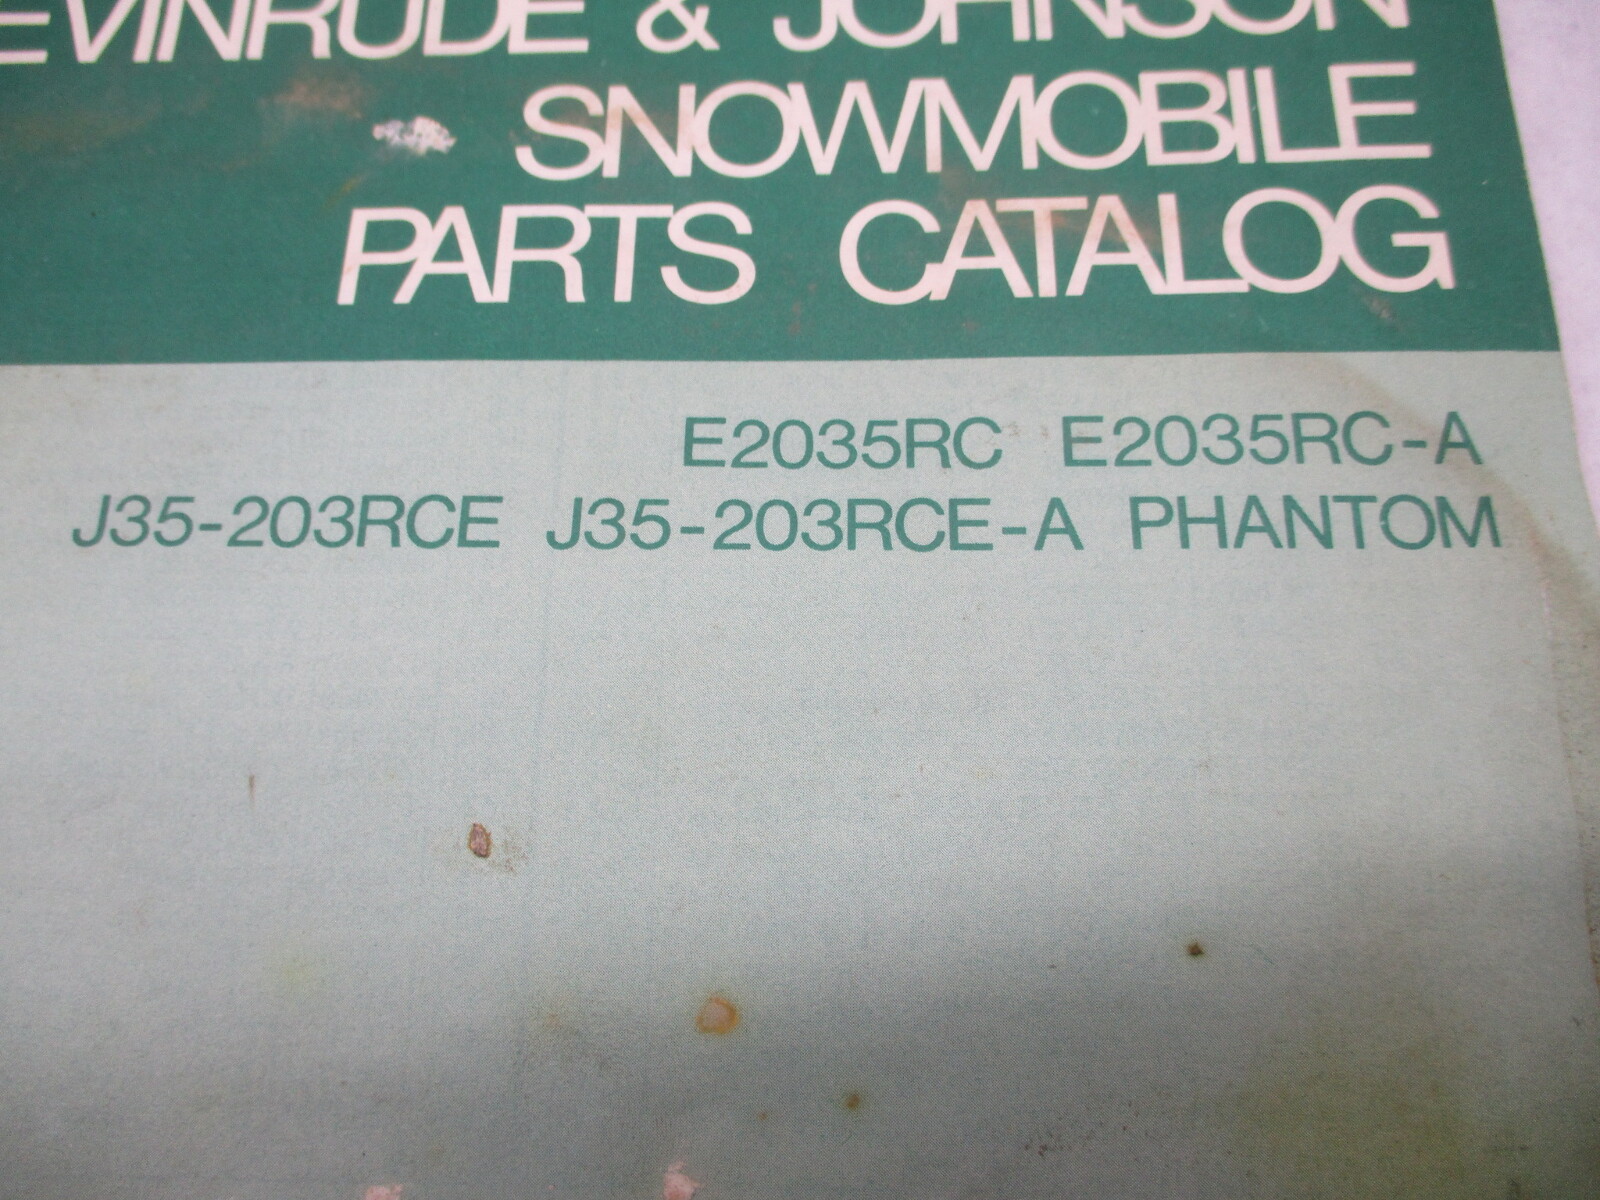 EVINRUDE & JOHNSON
SNOWMOBILE
PARTS CATALOG
E2035RC E2035RC-A
J35-203RCE J35-203RCE-A PHANTOM